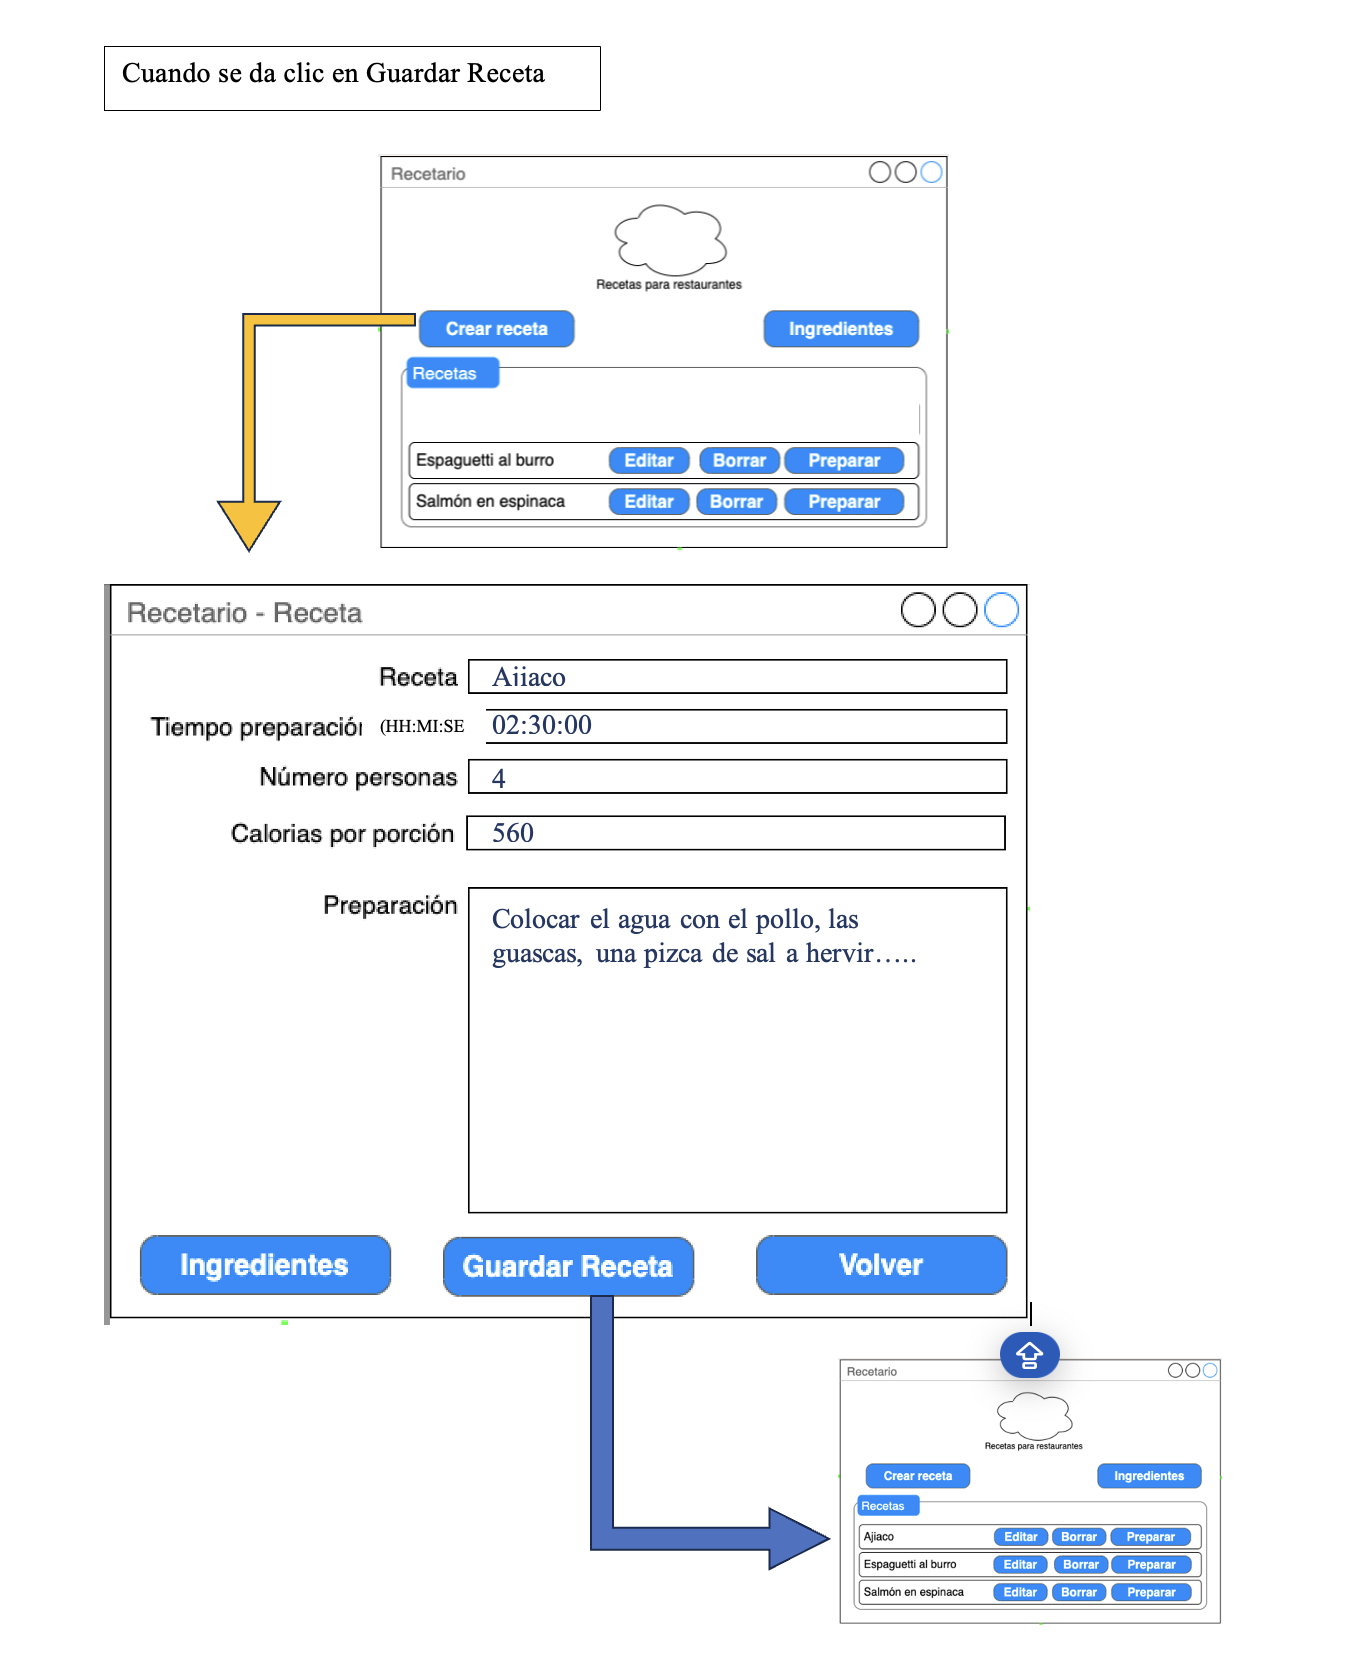 Cuando se da clic en Guardar Receta
Recetario
Recetas para restaurantes
Crear receta
Ingredientes
Recetas
Espaguetti al burro Editar Borrar Preparar
Salmón en espinaca Editar Borrar Preparar
Recetario - Receta
Receta Aiiaco
Tiempo preparación (HH:MI:SE 02:30:00
Número personas 4
Calorias por porción 560
Preparación Colocar el agua con el pollo, las
guascas, una pizca de sal a hervir…..
Ingredientes Guardar Receta Volver
Recetario
Recetas para restaurantes
Crear receta Ingredientes
Recetas
Ajiaco Editar Borrar Preparar
Espaguetti al burro Editar Borrar Preparar
Salmón en espinaca Editar Borrar Preparar